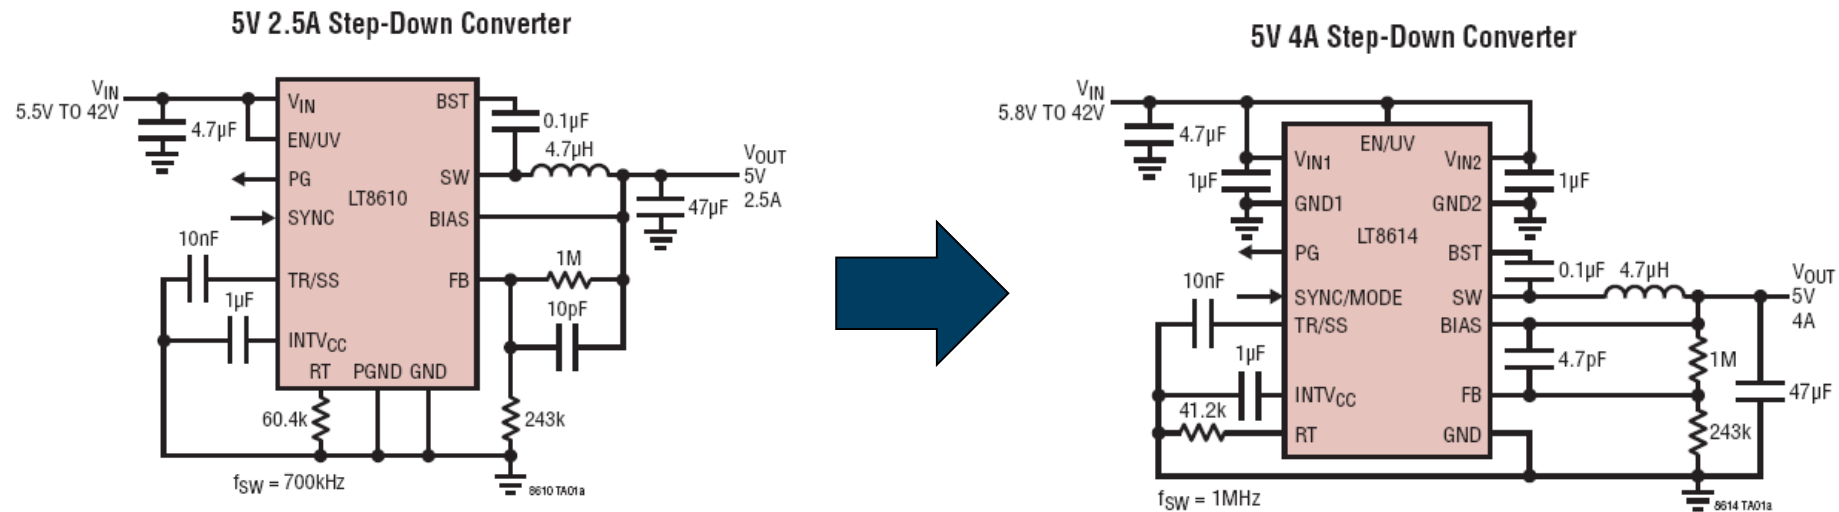 5V 2.5A Step-Down Converter
VIN
5.5V TO 42V
4.7µF
VIN
EN/UV
PG
SYNC
TR/SS
INTVCC
RT
PGND
GND
LT8610
BST
SW
BIAS
FB
0.1µF
4.7µH
VOUT
5V
2.5A
47µF
1M
10pF
10nF
1µF
60.4k
243k
fSW = 700kHz
8610 TA01a
5V 4A Step-Down Converter
VIN
5.8V TO 42V
4.7µF
1µF
EN/UV
VIN1
VIN2
1µF
GND1
GND2
LT8614
PG
BST
SYNC/MODE
SW
TR/SS
BIAS
INTVCC
FB
RT
GND
10nF
1µF
41.2k
0.1µF
4.7µH
VOUT
5V
4A
4.7pF
1M
47µF
243k
fSW = 1MHz
8614 TA01a